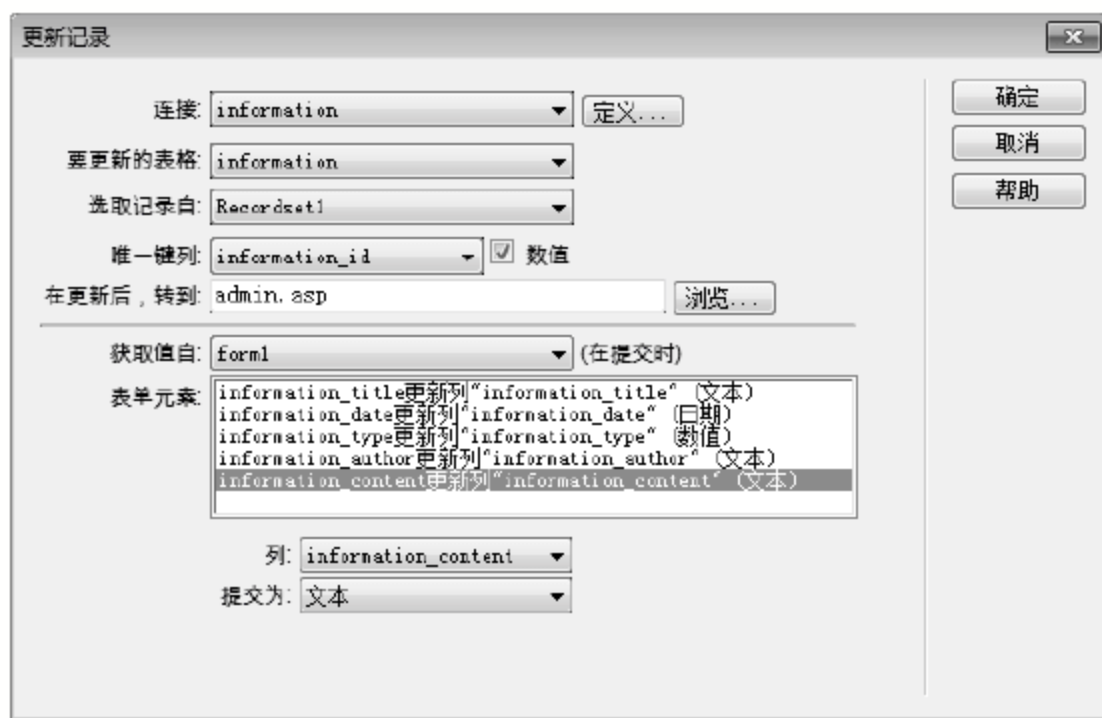 更新记录
连接: information 定义... 确定
要更新的表格: information 取消
选取记录自: Recordset1 帮助
唯一键列: information_id 数值
在更新后，转到: admin.asp 浏览...
获取值自: form1 (在提交时)
表单元素: information_title更新列"information_title" (文本)
information_date更新列"information_date" (日期)
information_type更新列"information_type" (数值)
information_author更新列"information_author" (文本)
information_content更新列"information_content" (文本)
列: information_content
提交为: 文本